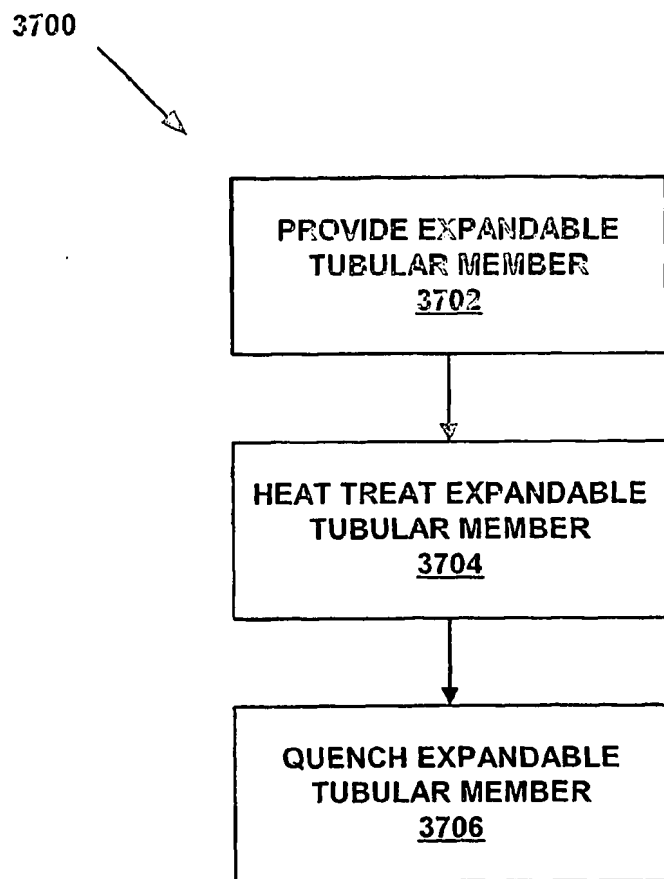 3700
PROVIDE EXPANDABLE
TUBULAR MEMBER
3702
HEAT TREAT EXPANDABLE
TUBULAR MEMBER
3704
QUENCH EXPANDABLE
TUBULAR MEMBER
3706